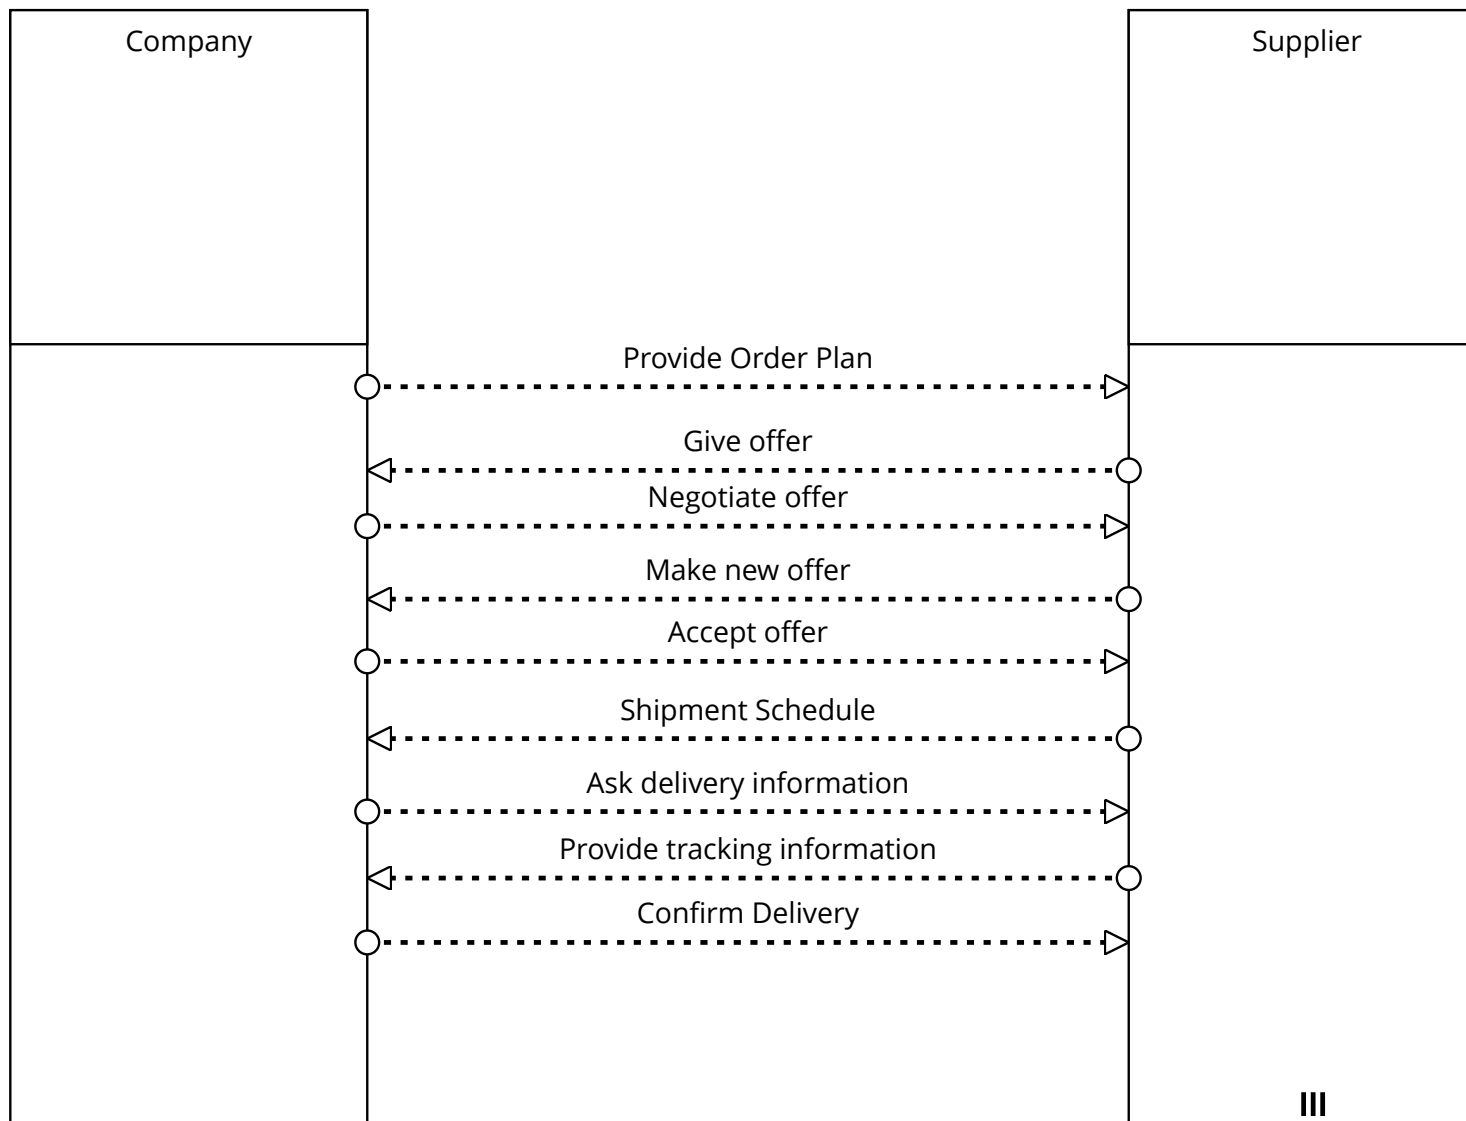 Company
Supplier
Provide Order Plan
Give offer
Negotiate offer
Make new offer
Accept offer
Shipment Schedule
Ask delivery information
Provide tracking information
Confirm Delivery